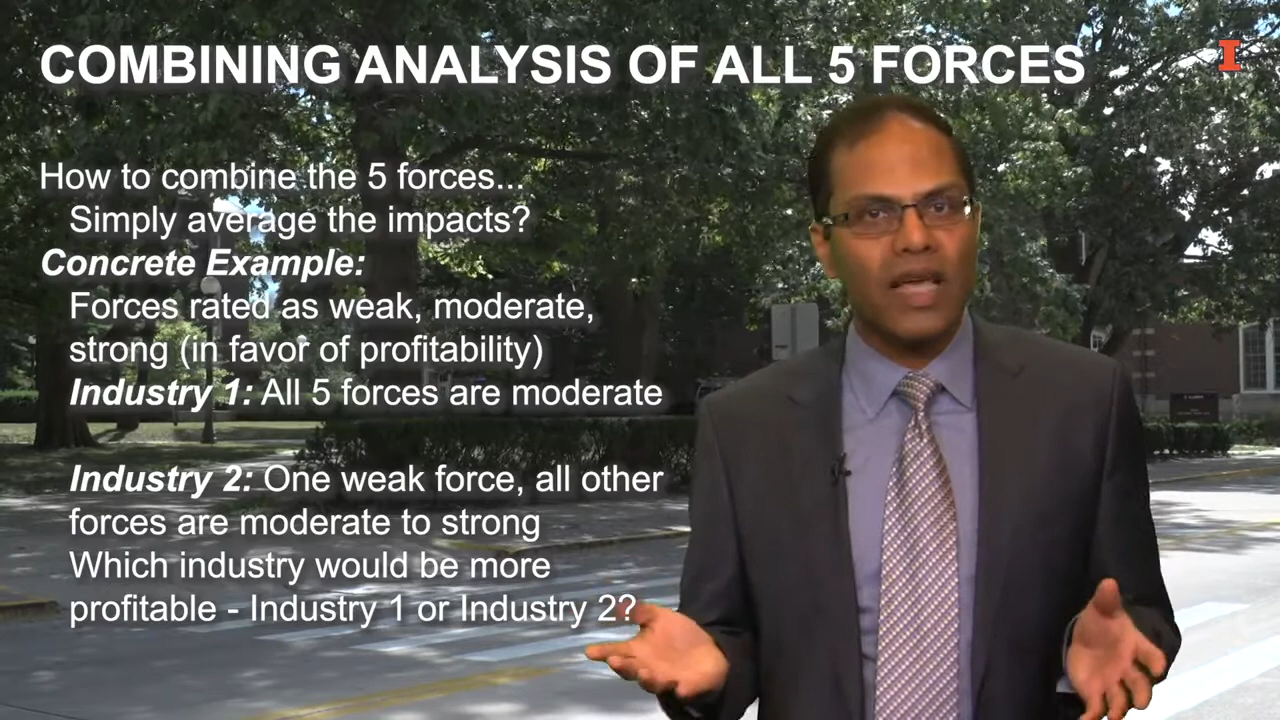 COMBINING ANALYSIS OF ALL 5 FORCES
I
How to combine the 5 forces...
Simply average the impacts?
Concrete Example:
Forces rated as weak, moderate,
strong (in favor of profitability)
Industry 1: All 5 forces are moderate
Industry 2: One weak force, all other
forces are moderate to strong
Which industry would be more
profitable - Industry 1 or Industry 2?